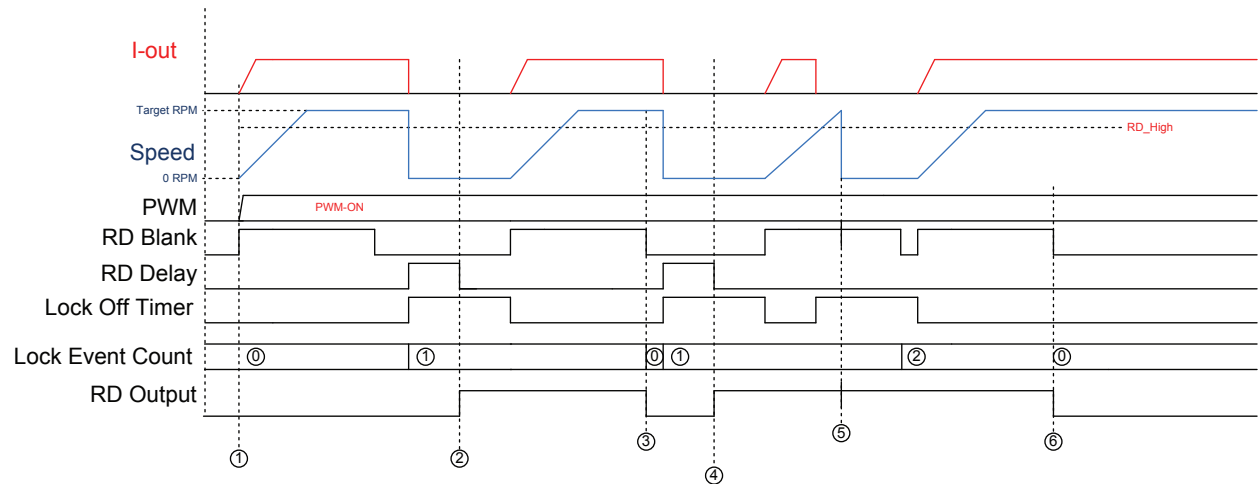 I-out
Target RPM
RD_High
Speed
0 RPM
PWM
PWM-ON
RD Blank
RD Delay
Lock Off Timer
Lock Event Count
⓪ ① ⓪ ① ② ⓪
RD Output
① ② ③ ④ ⑤ ⑥